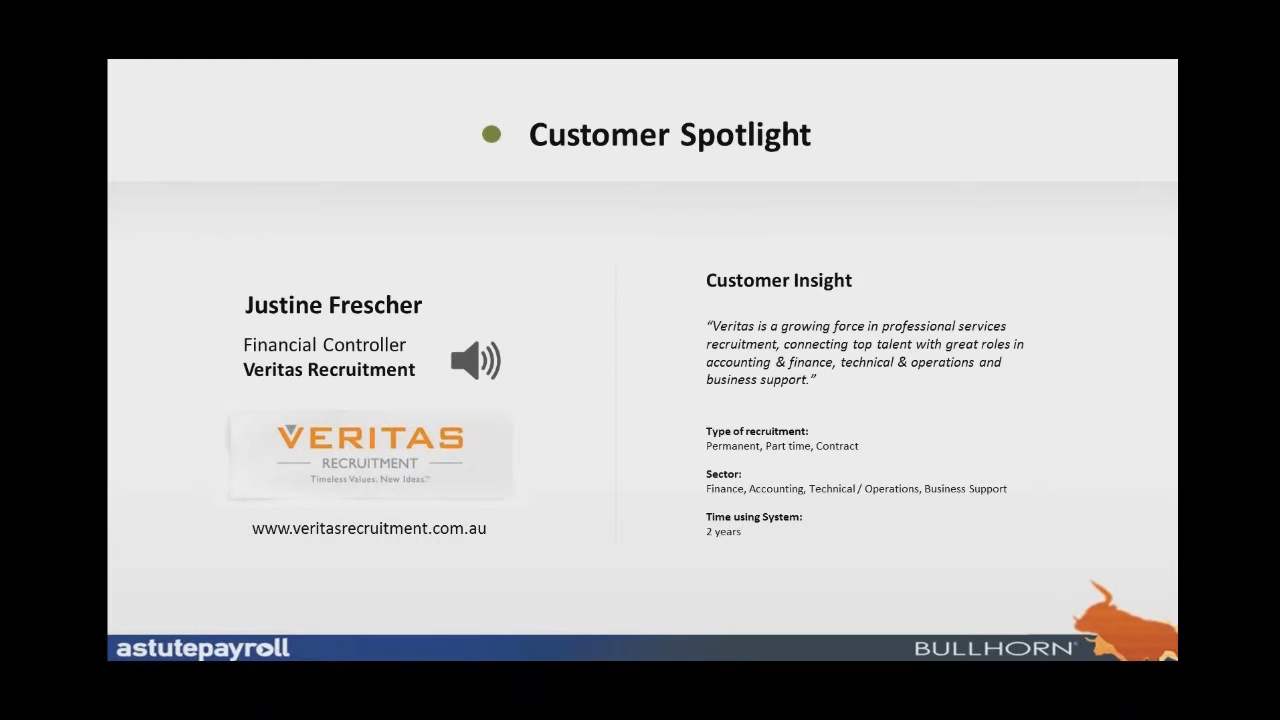 Customer Spotlight
Justine Frescher
Financial Controller
Veritas Recruitment
VERITAS
RECRUITMENT
Timeless Values. New Ideas.™
www.veritasrecruitment.com.au
Customer Insight
“Veritas is a growing force in professional services
recruitment, connecting top talent with great roles in
accounting & finance, technical & operations and
business support.”
Type of recruitment:
Permanent, Part time, Contract
Sector:
Finance, Accounting, Technical / Operations, Business Support
Time using System:
2 years
astutepayroll
BULLHORN®